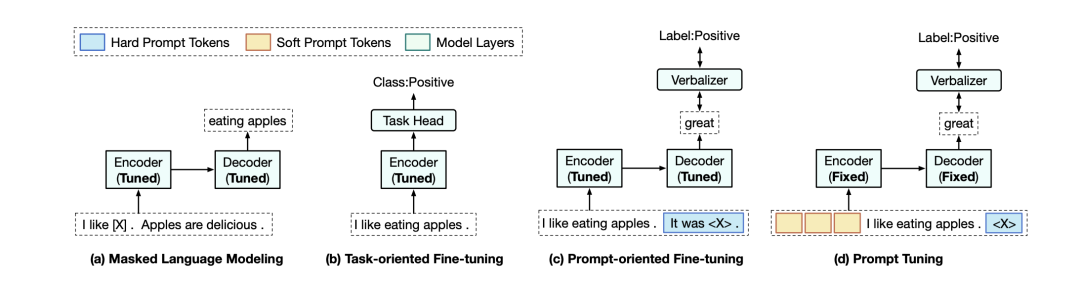 Hard Prompt Tokens Soft Prompt Tokens Model Layers
eating apples
Encoder
(Tuned)
Decoder
(Tuned)
I like [X] . Apples are delicious .
(a) Masked Language Modeling
Class:Positive
Task Head
Encoder
(Tuned)
I like eating apples .
(b) Task-oriented Fine-tuning
Label:Positive
Verbalizer
great
Encoder
(Tuned)
Decoder
(Tuned)
I like eating apples . It was <X> .
(c) Prompt-oriented Fine-tuning
Label:Positive
Verbalizer
great
Encoder
(Fixed)
Decoder
(Fixed)
I like eating apples . <X>
(d) Prompt Tuning